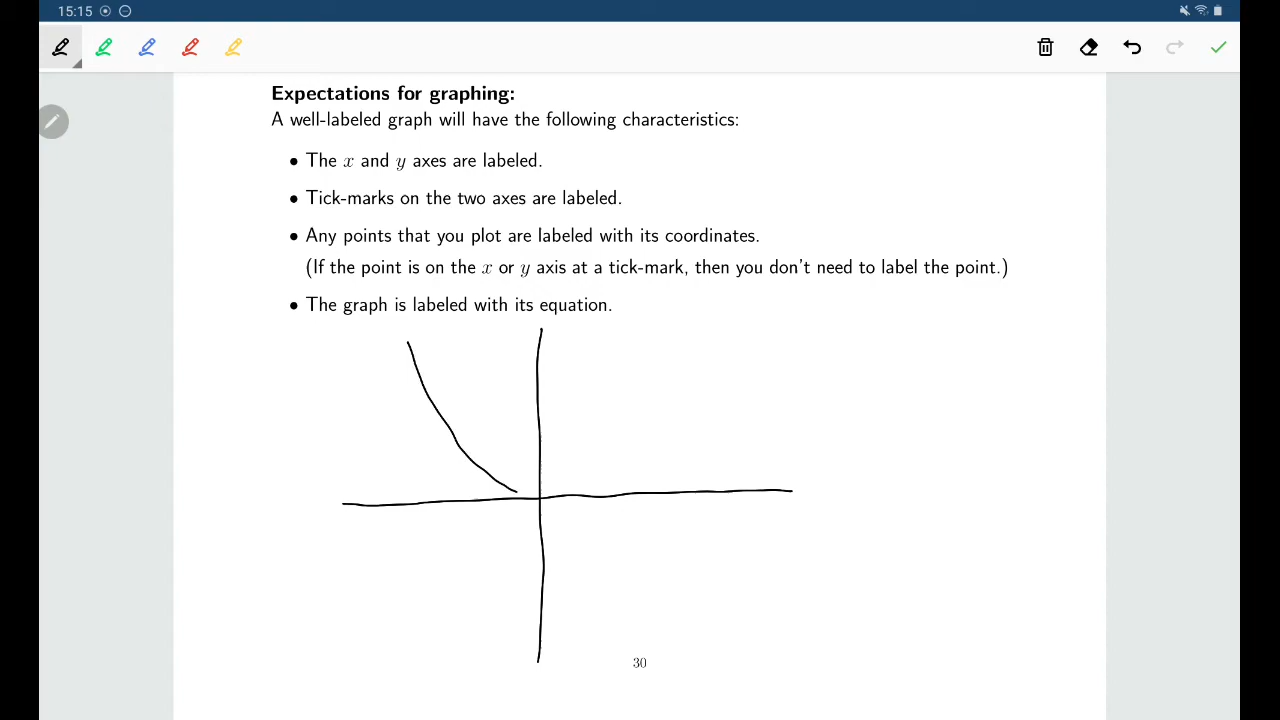 15:15
Expectations for graphing:
A well-labeled graph will have the following characteristics:
• The x and y axes are labeled.
• Tick-marks on the two axes are labeled.
• Any points that you plot are labeled with its coordinates.
(If the point is on the x or y axis at a tick-mark, then you don't need to label the point.)
• The graph is labeled with its equation.
30